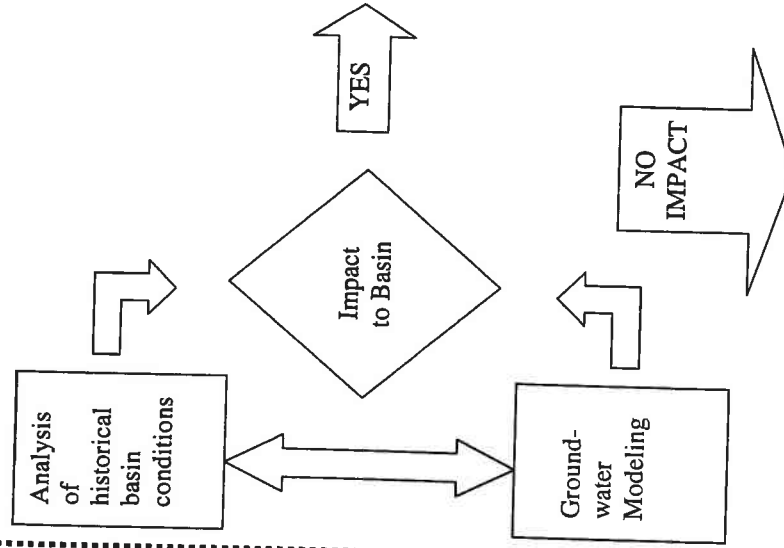 Analysis
of
historical
basin
conditions
Ground-
water
Modeling
Impact
to Basin
YES
NO
IMPACT